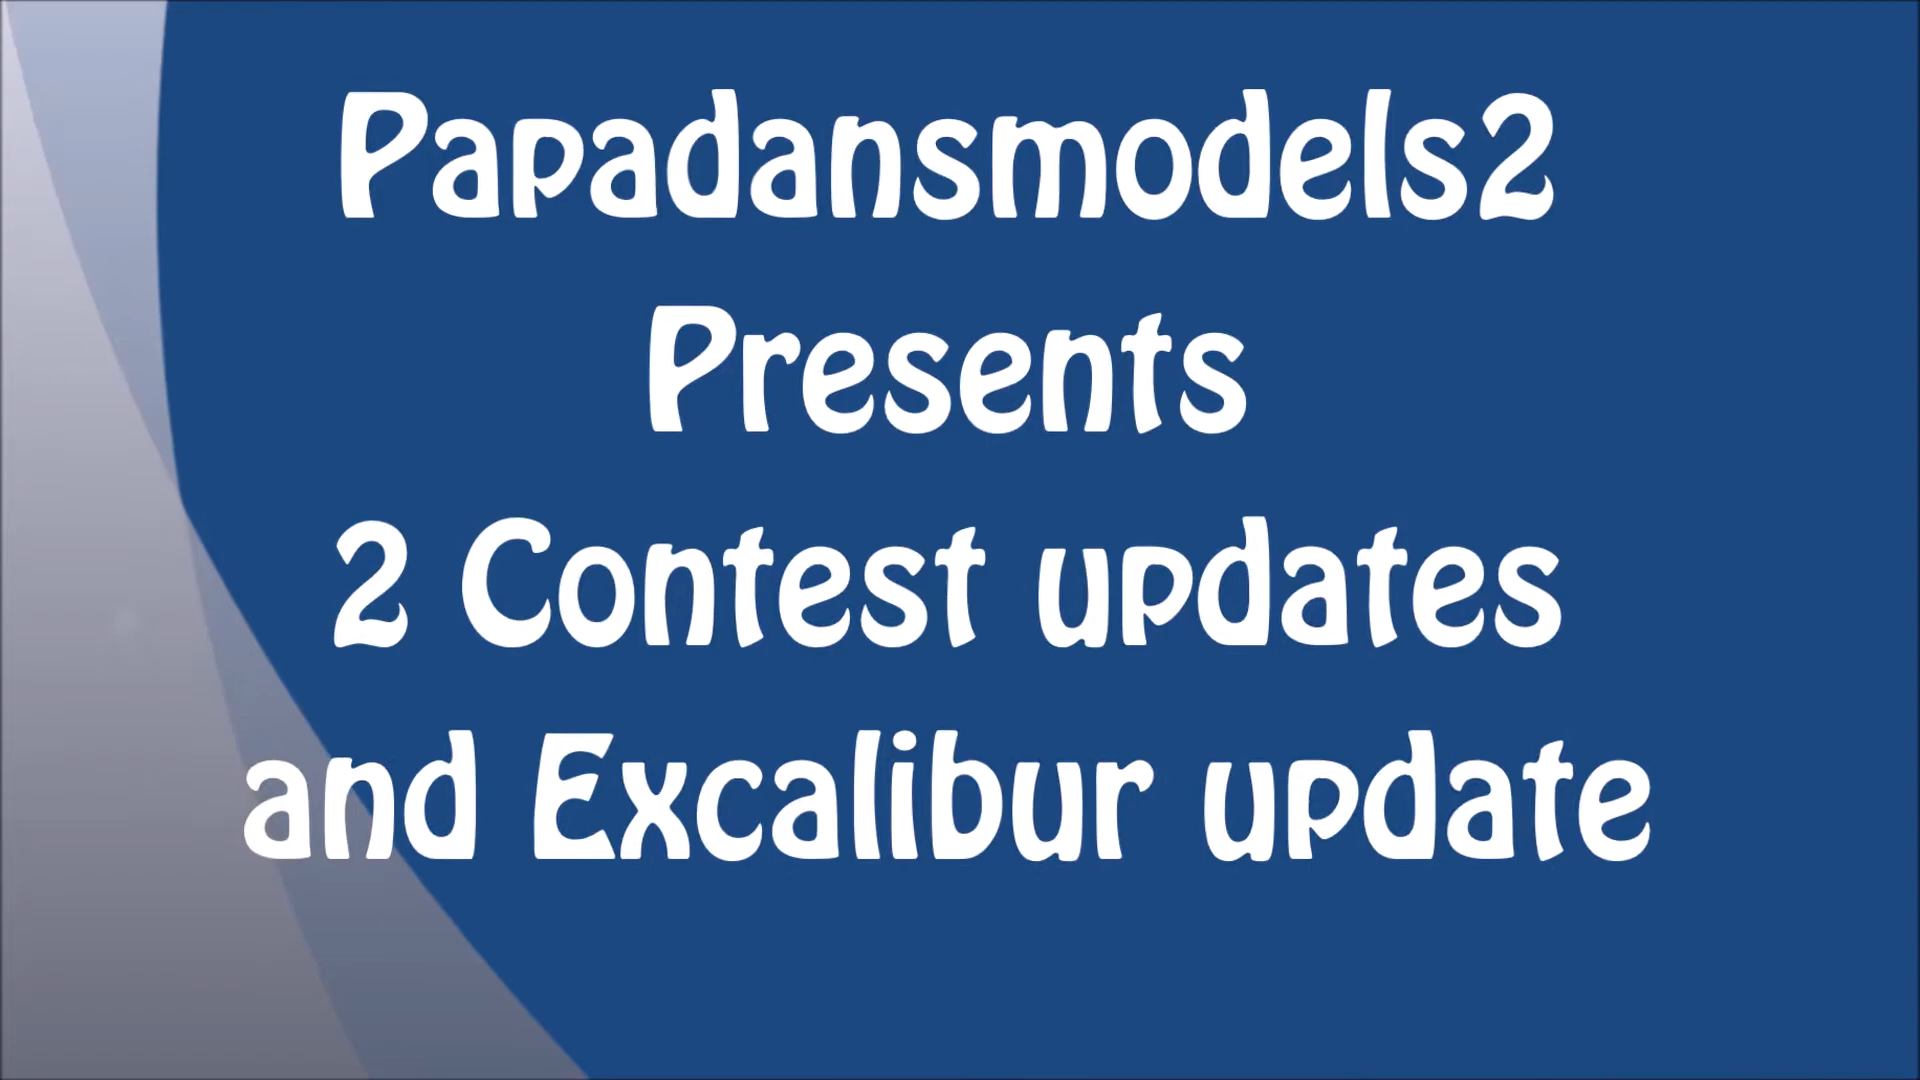 Papadansmodels2
Presents
2 Contest updates
and Excalibur update